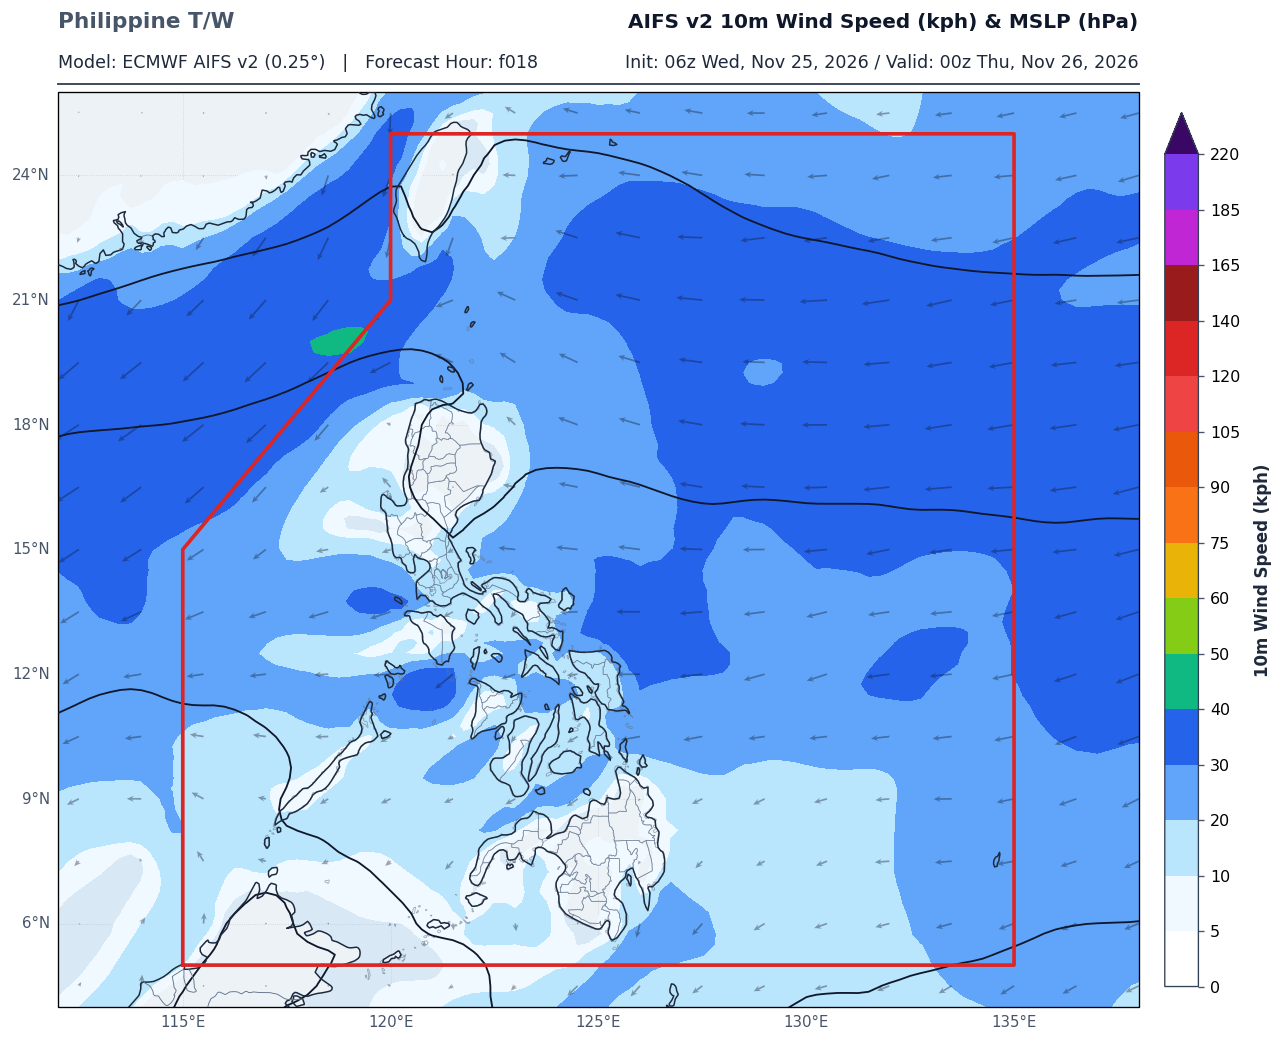 Philippine T/W
AIFS v2 10m Wind Speed (kph) & MSLP (hPa)
Model: ECMWF AIFS v2 (0.25°) | Forecast Hour: f018
Init: 06z Wed, Nov 25, 2026 / Valid: 00z Thu, Nov 26, 2026
24°N
21°N
18°N
15°N
12°N
9°N
6°N
115°E
120°E
125°E
130°E
135°E
220
185
165
140
120
105
90
75
60
50
40
30
20
10
5
0
10m Wind Speed (kph)